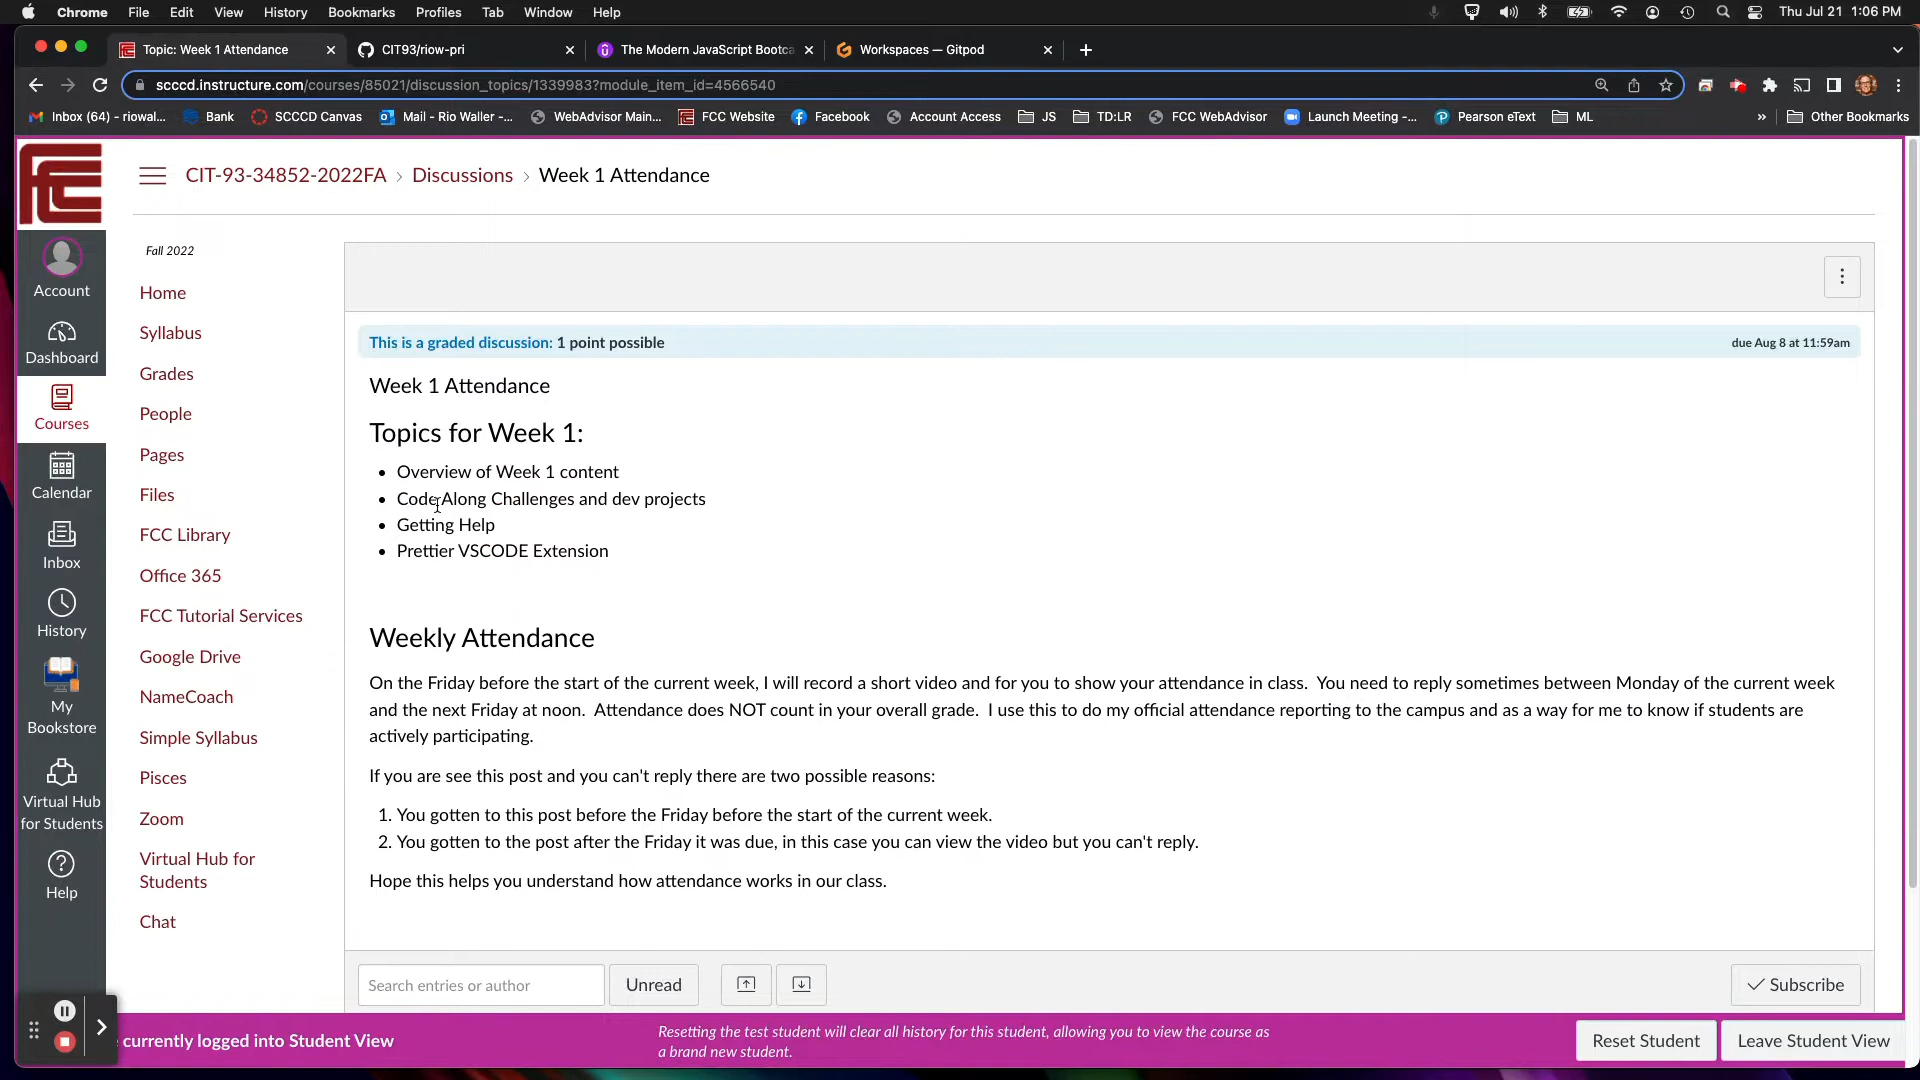 Chrome File Edit View History Bookmarks Profiles Tab Window Help Thu Jul 21 1:06 PM
Topic: Week 1 Attendance CIT93/riow-pri The Modern JavaScript Bootca Workspaces — Gitpod
scccd.instructure.com/courses/85021/discussion_topics/1339983?module_item_id=4566540
Inbox (64) - riowal... Bank SCCCD Canvas Mail - Rio Waller -... WebAdvisor Main... FCC Website Facebook Account Access JS TD:LR FCC WebAdvisor Launch Meeting -... Pearson eText ML » Other Bookmarks
FCC
CIT-93-34852-2022FA › Discussions › Week 1 Attendance
Account
Dashboard
Courses
Calendar
Inbox
History
My
Bookstore
Virtual Hub
for Students
Help
Fall 2022
Home
Syllabus
Grades
People
Pages
Files
FCC Library
Office 365
FCC Tutorial Services
Google Drive
NameCoach
Simple Syllabus
Pisces
Zoom
Virtual Hub for
Students
Chat
This is a graded discussion: 1 point possible due Aug 8 at 11:59am
Week 1 Attendance
Topics for Week 1:
• Overview of Week 1 content
• Code Along Challenges and dev projects
• Getting Help
• Prettier VSCODE Extension
Weekly Attendance
On the Friday before the start of the current week, I will record a short video and for you to show your attendance in class. You need to reply sometimes between Monday of the current week
and the next Friday at noon. Attendance does NOT count in your overall grade. I use this to do my official attendance reporting to the campus and as a way for me to know if students are
actively participating.
If you are see this post and you can't reply there are two possible reasons:
1. You gotten to this post before the Friday before the start of the current week.
2. You gotten to the post after the Friday it was due, in this case you can view the video but you can't reply.
Hope this helps you understand how attendance works in our class.
Search entries or author Unread Subscribe
currently logged into Student View
Resetting the test student will clear all history for this student, allowing you to view the course as
a brand new student.
Reset Student Leave Student View